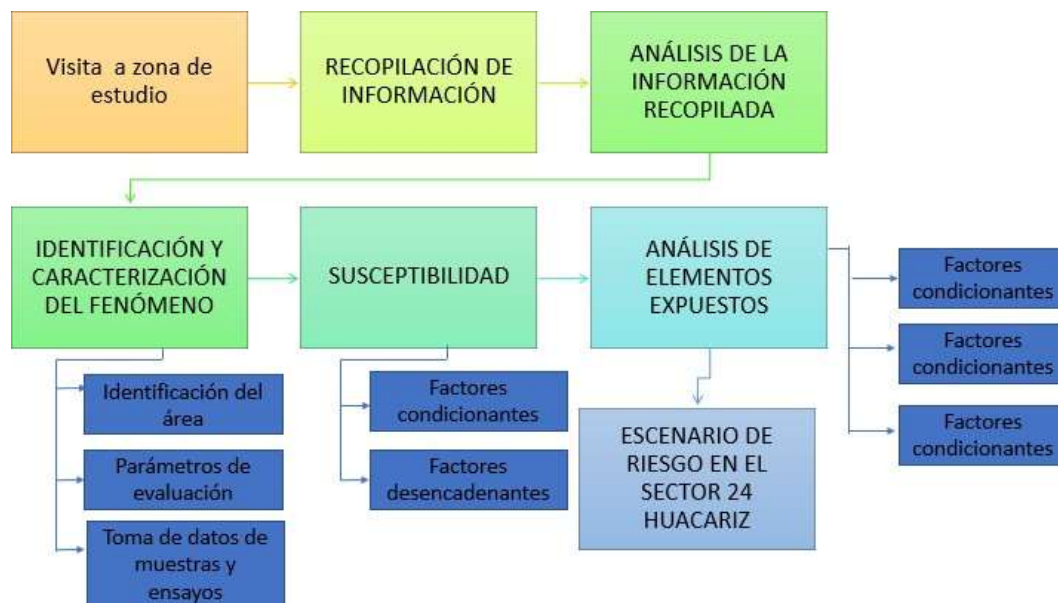 Visita a zona de
estudio
RECOPILACIÓN DE
INFORMACIÓN
ANÁLISIS DE LA
INFORMACIÓN
RECOPILADA
IDENTIFICACIÓN Y
CARACTERIZACIÓN
DEL FENÓMENO
SUSCEPTIBILIDAD
ANÁLISIS DE
ELEMENTOS
EXPUESTOS
Identificación del
área
Parámetros de
evaluación
Toma de datos de
muestras y
ensayos
Factores
condicionantes
Factores
desencadenantes
Factores
condicionantes
Factores
condicionantes
Factores
condicionantes
ESCENARIO DE
RIESGO EN EL
SECTOR 24
HUACARIZ